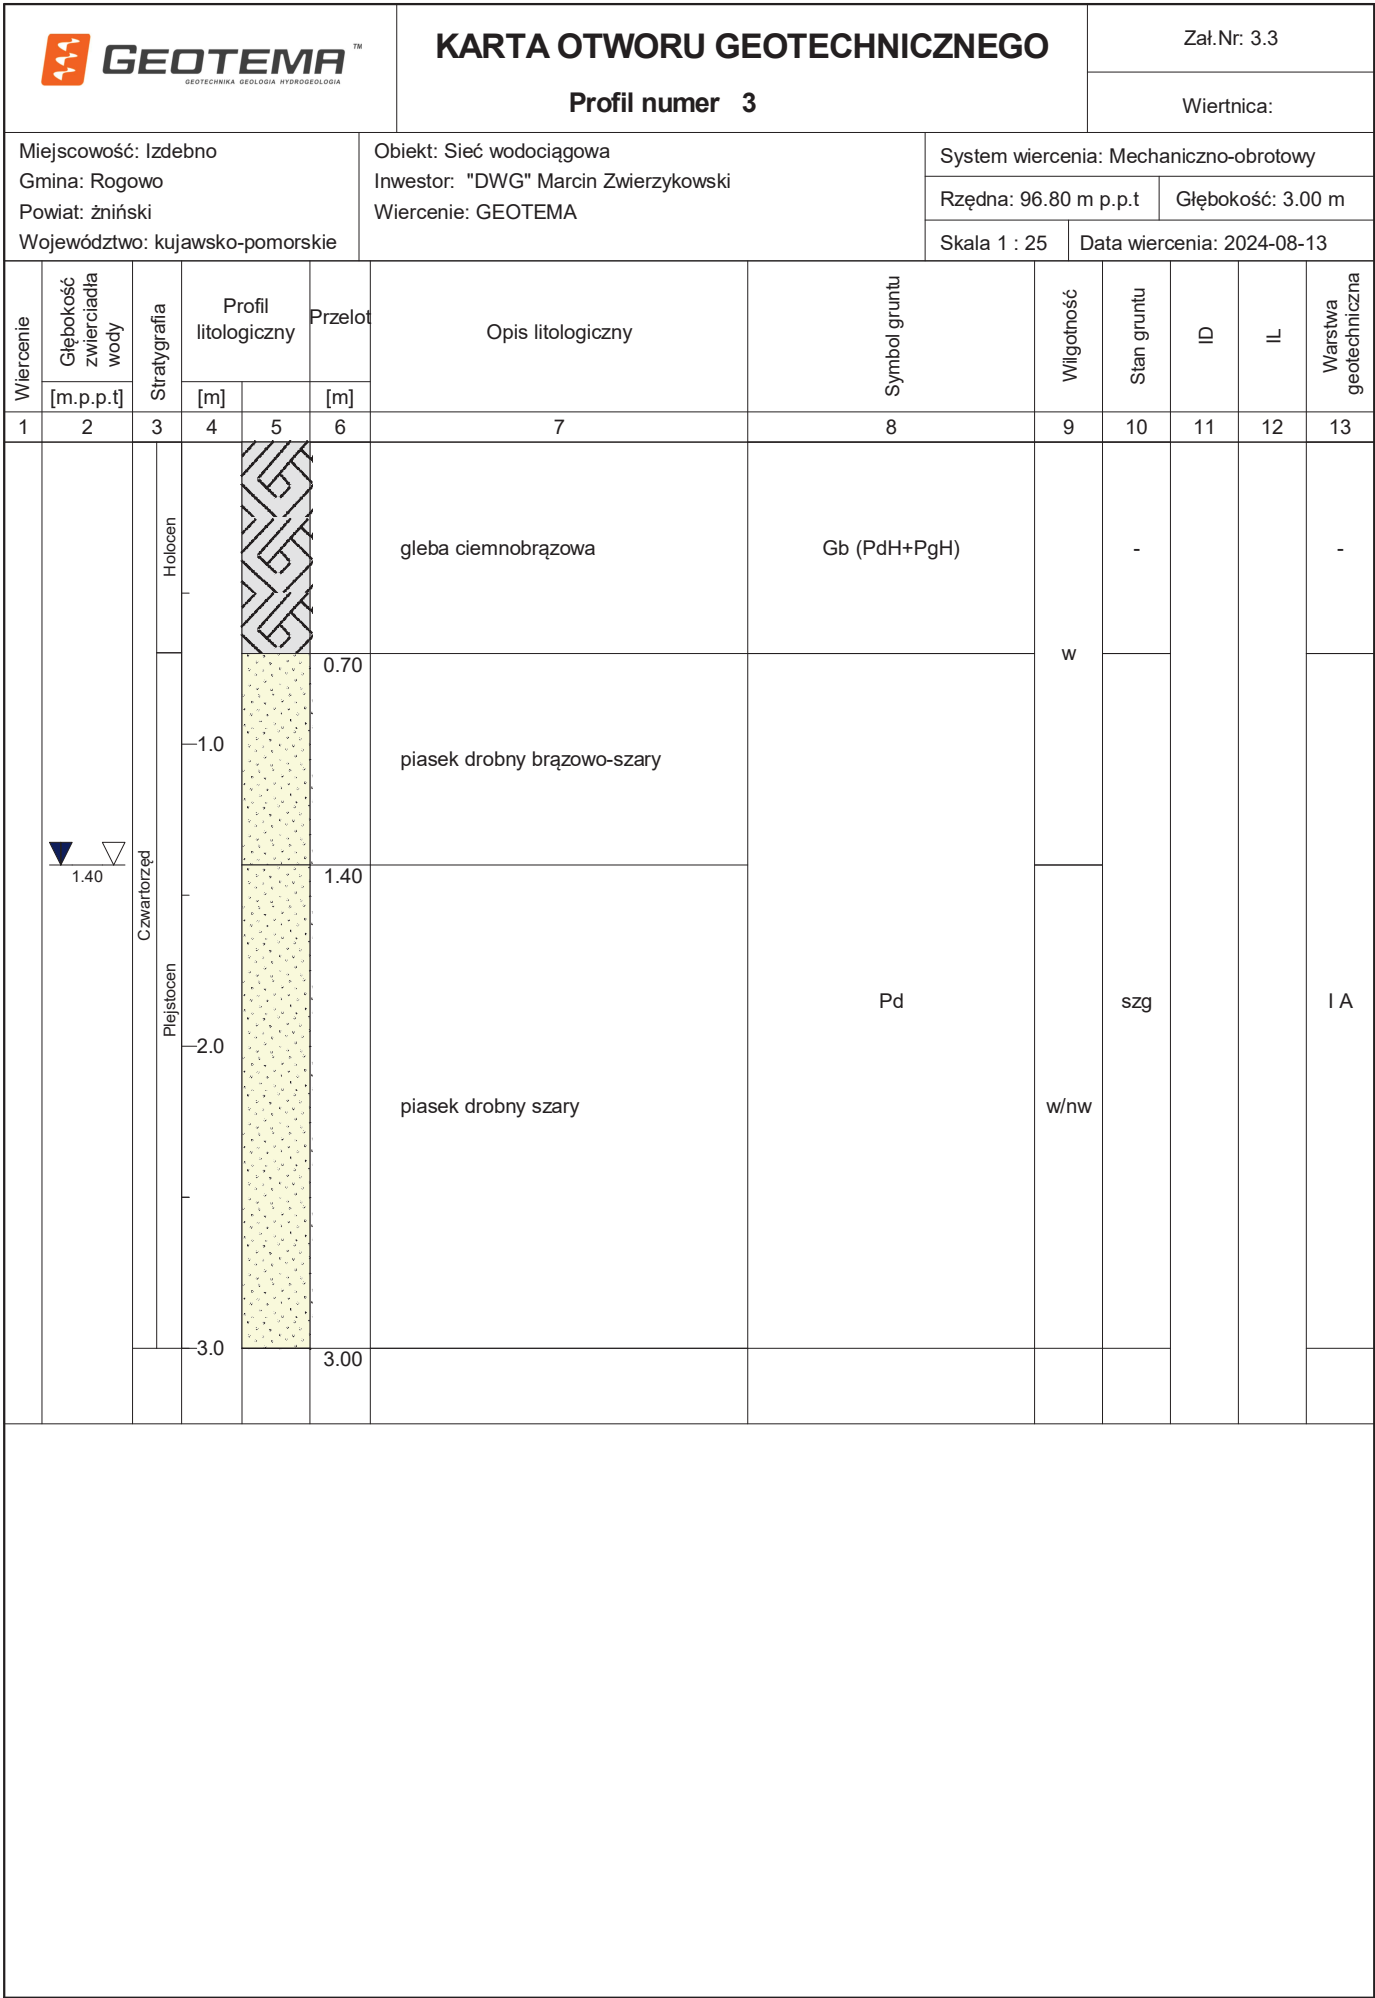 GEOTEMA™
GEOTECHNIKA GEOLOGIA HYDROGEOLOGIA
KARTA OTWORU GEOTECHNICZNEGO
Profil numer 3
Zał.Nr: 3.3
Wiertnica:
Miejscowość: Izdebno
Gmina: Rogowo
Powiat: żniński
Województwo: kujawsko-pomorskie
Obiekt: Sieć wodociągowa
Inwestor: "DWG" Marcin Zwierzykowski
Wiercenie: GEOTEMA
System wiercenia: Mechaniczno-obrotowy
Rzędna: 96.80 m p.p.t
Głębokość: 3.00 m
Skala 1 : 25
Data wiercenia: 2024-08-13
Wiercenie
Głębokość
zwierciadła
wody
[m.p.p.t]
Stratygrafia
Profil
litologiczny
[m]
Przelot
[m]
Opis litologiczny
Symbol gruntu
Wilgotność
Stan gruntu
ID
IL
Warstwa
geotechniczna
1 2 3 4 5 6 7 8 9 10 11 12 13
Holocen
gleba ciemnobrązowa
Gb (PdH+PgH)
-
-
w
0.70
1.0
piasek drobny brązowo-szary
1.40
1.40
Czwartorzęd
Plejstocen
Pd
szg
I A
2.0
piasek drobny szary
w/nw
3.0
3.00